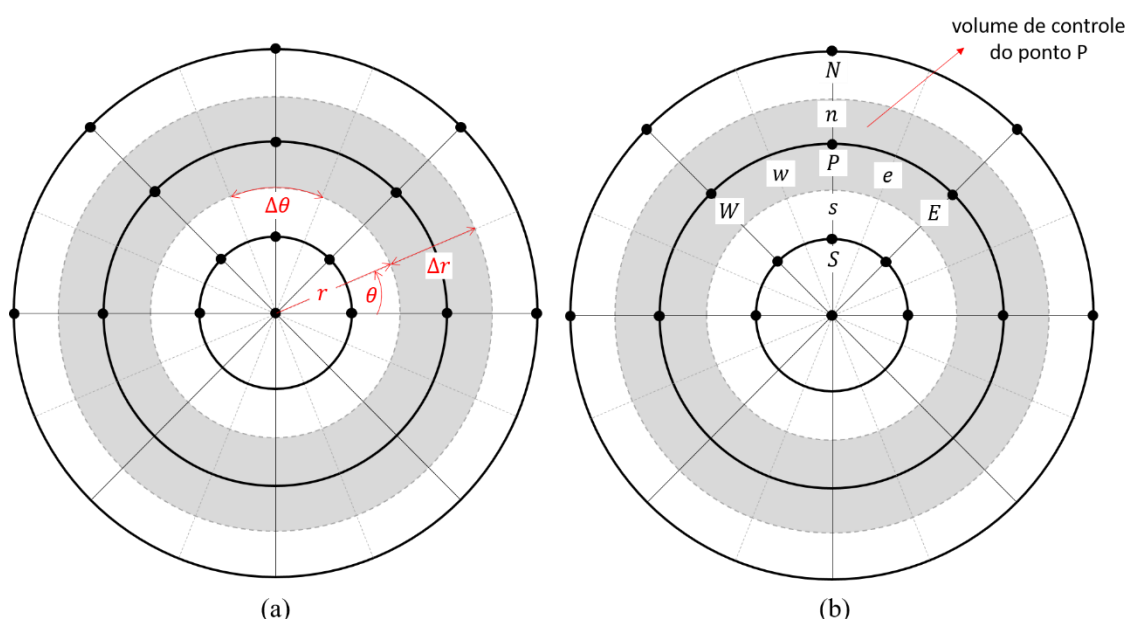 Δθ
Δr
r
θ
(a)
volume de controle
do ponto P
N
n
w
P
e
W
s
E
S
(b)